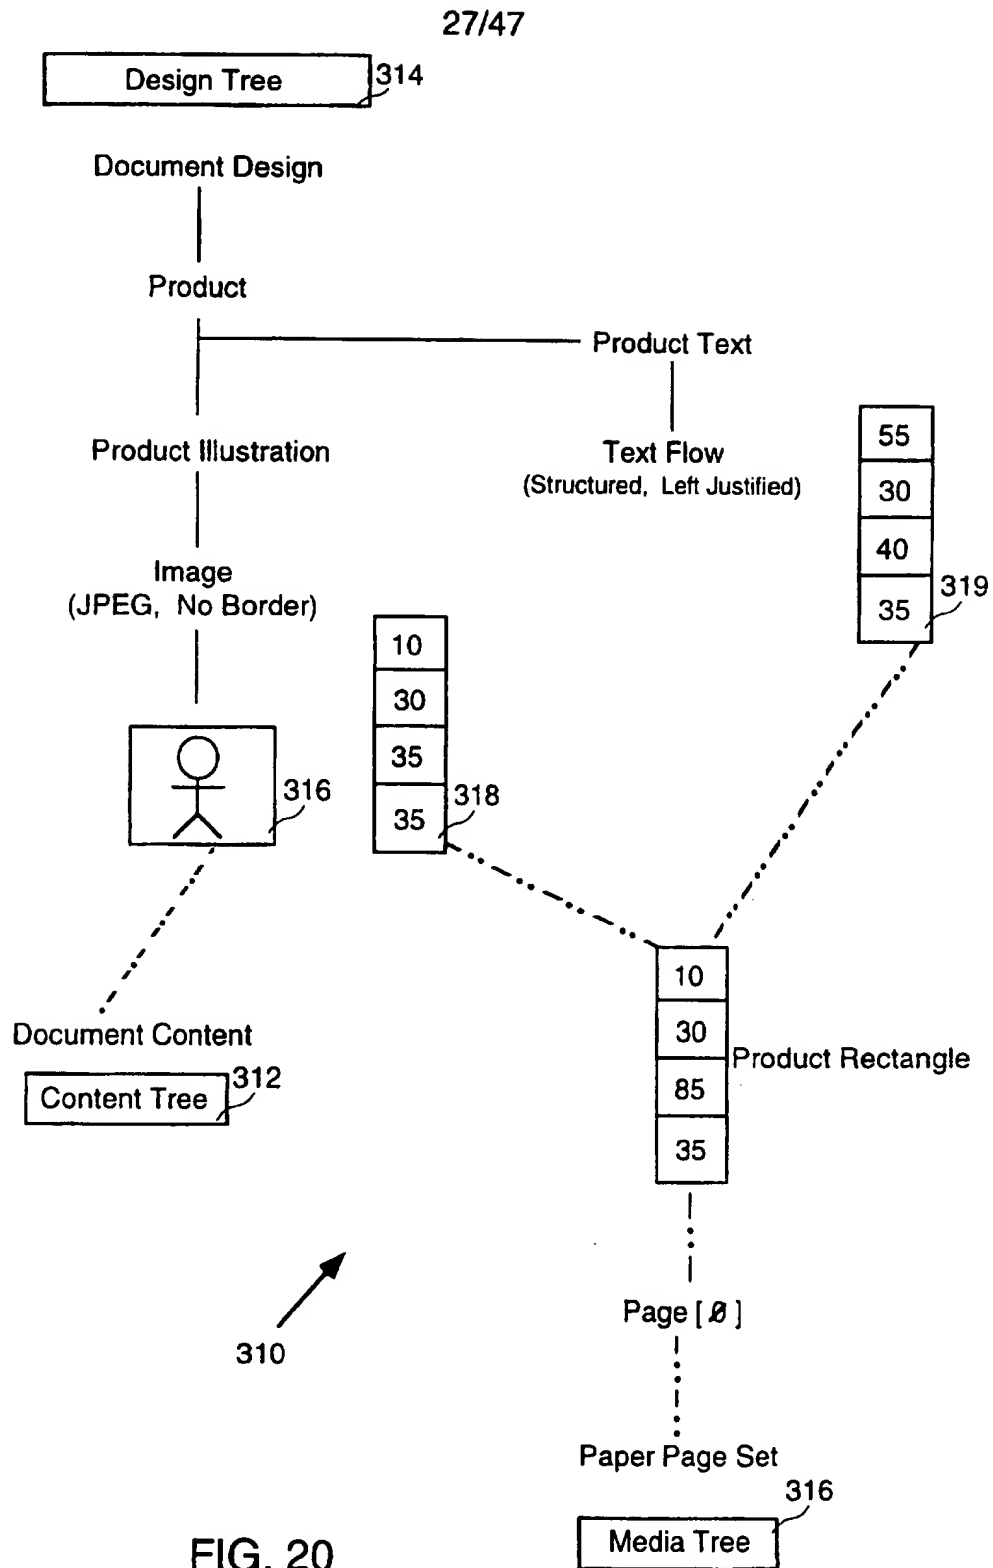 27/47
Design Tree
314
Document Design
Product
Product Text
Product Illustration
Text Flow
(Structured, Left Justified)
55
30
40
35
319
Image
(JPEG, No Border)
10
30
35
35
318
316
10
30
85
35
Product Rectangle
Document Content
Content Tree
312
310
Page [0]
Paper Page Set
316
Media Tree
FIG. 20